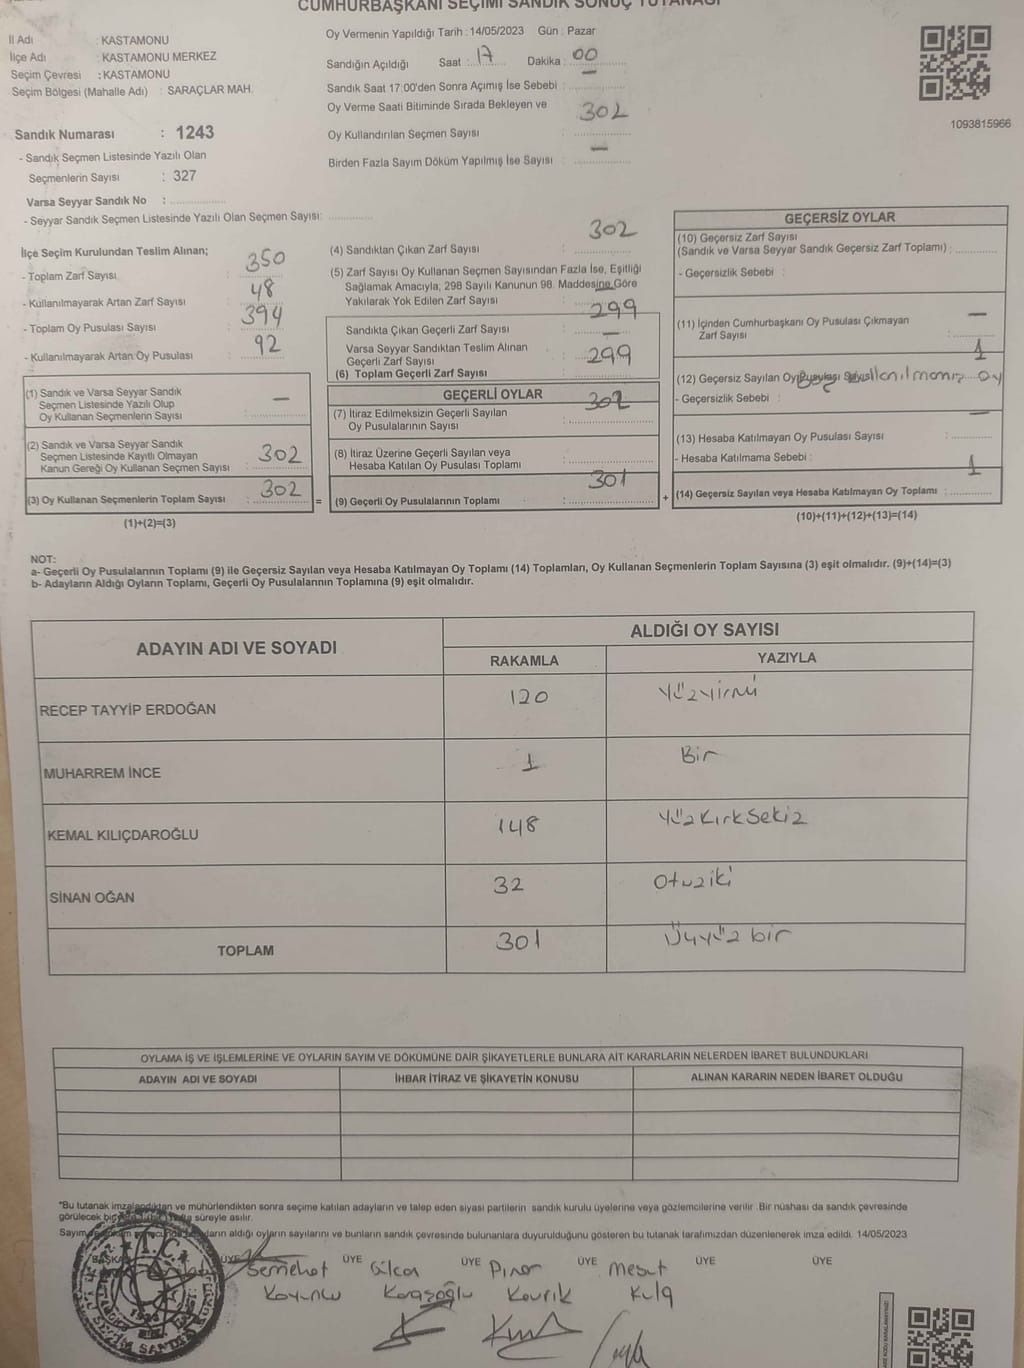 CUMHURBAŞKANI SEÇİMİ SANDIK SONUÇ TUTANAĞI
İl Adı : KASTAMONU
İlçe Adı : KASTAMONU MERKEZ
Seçim Çevresi : KASTAMONU
Seçim Bölgesi (Mahalle Adı) : SARAÇLAR MAH.
Sandık Numarası : 1243
- Sandık Seçmen Listesinde Yazılı Olan
Seçmenlerin Sayısı : 327
Varsa Seyyar Sandık No :
- Seyyar Sandık Seçmen Listesinde Yazılı Olan Seçmen Sayısı:
Oy Vermenin Yapıldığı Tarih : 14/05/2023 Gün : Pazar
Sandığın Açıldığı Saat : 17 Dakika : 00
Sandık Saat 17:00'den Sonra Açımış İse Sebebi : —
Oy Verme Saati Bitiminde Sırada Bekleyen ve
Oy Kullandırılan Seçmen Sayısı : 302
Birden Fazla Sayım Döküm Yapılmış İse Sayısı : —
1093815966
İlçe Seçim Kurulundan Teslim Alınan;
- Toplam Zarf Sayısı : 350
- Kullanılmayarak Artan Zarf Sayısı : 48
- Toplam Oy Pusulası Sayısı : 394
- Kullanılmayarak Artan Oy Pusulası : 92
(1) Sandık ve Varsa Seyyar Sandık
Seçmen Listesinde Yazılı Olup
Oy Kullanan Seçmenlerin Sayısı : —
(2) Sandık ve Varsa Seyyar Sandık
Seçmen Listesinde Kayıtlı Olmayan
Kanun Gereği Oy Kullanan Seçmen Sayısı : 302
(3) Oy Kullanan Seçmenlerin Toplam Sayısı : 302 =
(1)+(2)=(3)
(4) Sandıktan Çıkan Zarf Sayısı : 302
(5) Zarf Sayısı Oy Kullanan Seçmen Sayısından Fazla İse, Eşitliği
Sağlamak Amacıyla, 298 Sayılı Kanunun 98. Maddesine Göre
Yakılarak Yok Edilen Zarf Sayısı : —
Sandıkta Çıkan Geçerli Zarf Sayısı : 299
Varsa Seyyar Sandıktan Teslim Alınan
Geçerli Zarf Sayısı : —
(6) Toplam Geçerli Zarf Sayısı : 299
GEÇERLİ OYLAR
(7) İtiraz Edilmeksizin Geçerli Sayılan
Oy Pusulalarının Sayısı : 302
(8) İtiraz Üzerine Geçerli Sayılan veya
Hesaba Katılan Oy Pusulası Toplamı :
(9) Geçerli Oy Pusulalarının Toplamı : 301 +
GEÇERSİZ OYLAR
(10) Geçersiz Zarf Sayısı
(Sandık ve Varsa Seyyar Sandık Geçersiz Zarf Toplamı) :
- Geçersizlik Sebebi :
(11) İçinden Cumhurbaşkanı Oy Pusulası Çıkmayan
Zarf Sayısı : —
(12) Geçersiz Sayılan Oy Pusulası Sayısı 1
- Geçersizlik Sebebi :
(13) Hesaba Katılmayan Oy Pusulası Sayısı : —
- Hesaba Katılmama Sebebi :
(14) Geçersiz Sayılan veya Hesaba Katılmayan Oy Toplamı : 1
(10)+(11)+(12)+(13)=(14)
NOT:
a- Geçerli Oy Pusulalarının Toplamı (9) ile Geçersiz Sayılan veya Hesaba Katılmayan Oy Toplamı (14) Toplamları, Oy Kullanan Seçmenlerin Toplam Sayısına (3) eşit olmalıdır. (9)+(14)=(3)
b- Adayların Aldığı Oyların Toplamı, Geçerli Oy Pusulalarının Toplamına (9) eşit olmalıdır.
ADAYIN ADI VE SOYADI
ALDIĞI OY SAYISI
RAKAMLA YAZIYLA
RECEP TAYYİP ERDOĞAN 120 Yüzyirmi
MUHARREM İNCE 1 Bir
KEMAL KILIÇDAROĞLU 148 Yüzkırksekiz
SİNAN OĞAN 32 Otuziki
TOPLAM 301 Üçyüz bir
OYLAMA İŞ VE İŞLEMLERİNE VE OYLARIN SAYIM VE DÖKÜMÜNE DAİR ŞİKAYETLERLE BUNLARA AİT KARARLARIN NELERDEN İBARET BULUNDUKLARI
ADAYIN ADI VE SOYADI İHBAR İTİRAZ VE ŞİKAYETİN KONUSU ALINAN KARARIN NEDEN İBARET OLDUĞU
"Bu tutanak imzalandıktan ve mühürlendikten sonra seçime katılan adayların ve talep eden siyasi partilerin sandık kurulu üyelerine veya gözlemcilerine verilir. Bir nüshası da sandık çevresinde
görülecek bir süreyle asılır.
Sayım aldığı oyların sayılarını ve bunların sandık çevresinde bulunanlara duyurulduğunu gösteren bu tutanak tarafımızdan düzenlenerek imza edildi. 14/05/2023
BAŞKAN ÜYE ÜYE ÜYE ÜYE ÜYE ÜYE
Semehat Gülcan Pınar Mesut
Koyuncu Karaşoğlu Kavrık Kula
T.C.